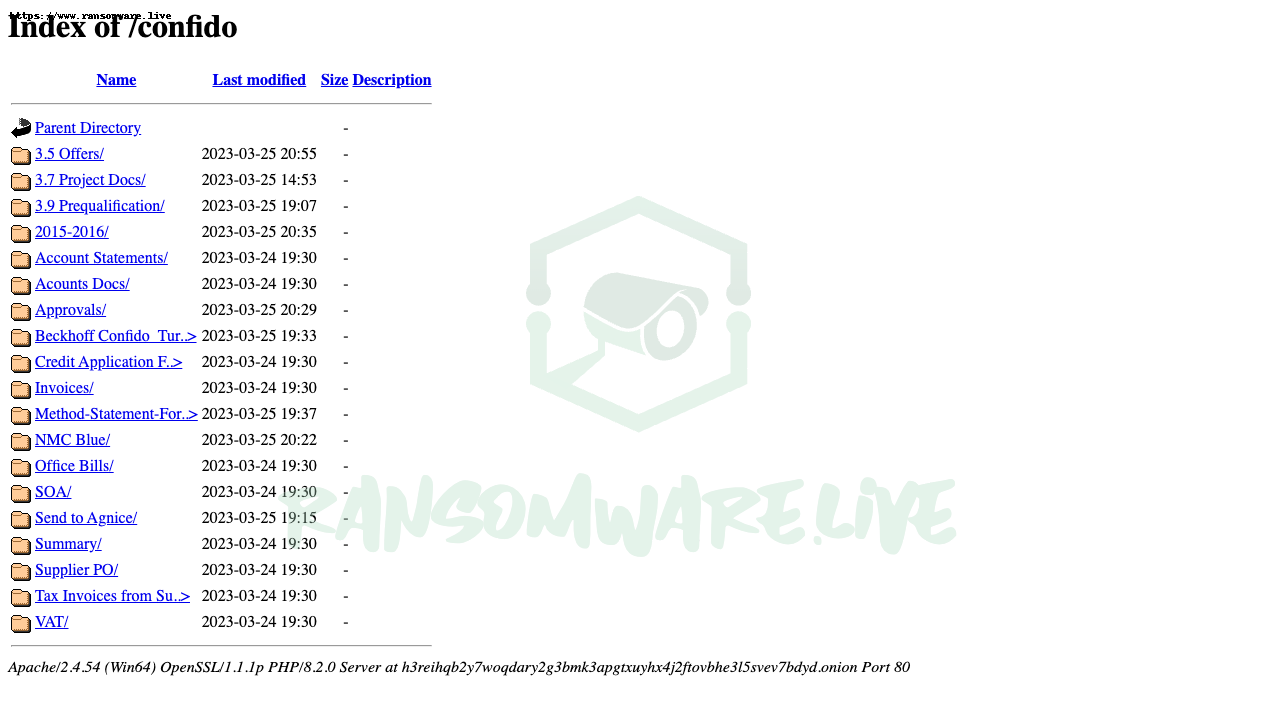 https://www.ransomware.live
Index of /confido
Name Last modified Size Description
Parent Directory -
3.5 Offers/ 2023-03-25 20:55 -
3.7 Project Docs/ 2023-03-25 14:53 -
3.9 Prequalification/ 2023-03-25 19:07 -
2015-2016/ 2023-03-25 20:35 -
Account Statements/ 2023-03-24 19:30 -
Acounts Docs/ 2023-03-24 19:30 -
Approvals/ 2023-03-25 20:29 -
Beckhoff Confido_Tur..> 2023-03-25 19:33 -
Credit Application F..> 2023-03-24 19:30 -
Invoices/ 2023-03-24 19:30 -
Method-Statement-For..> 2023-03-25 19:37 -
NMC Blue/ 2023-03-25 20:22 -
Office Bills/ 2023-03-24 19:30 -
SOA/ 2023-03-24 19:30 -
Send to Agnice/ 2023-03-25 19:15 -
Summary/ 2023-03-24 19:30 -
Supplier PO/ 2023-03-24 19:30 -
Tax Invoices from Su..> 2023-03-24 19:30 -
VAT/ 2023-03-24 19:30 -
RANSOMWARE.LIVE
Apache/2.4.54 (Win64) OpenSSL/1.1.1p PHP/8.2.0 Server at h3reihqb2y7woqdary2g3bmk3apgtxuyhx4j2ftovbhe3l5svev7bdyd.onion Port 80